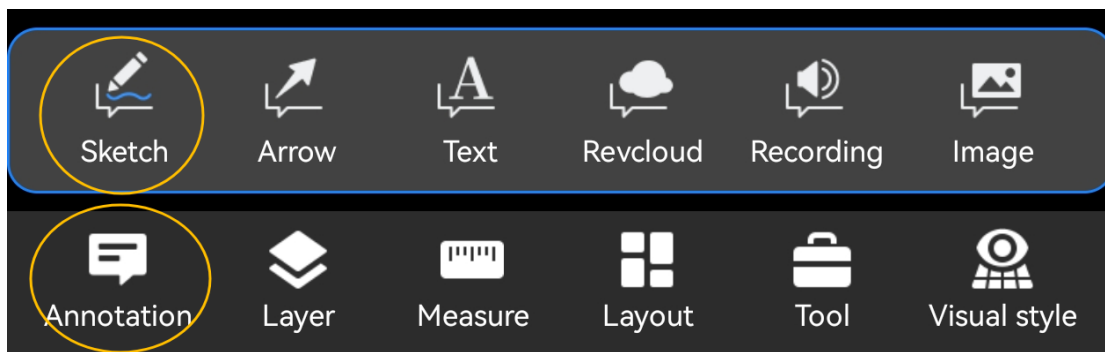 Sketch Arrow Text Revcloud Recording Image
Annotation Layer Measure Layout Tool Visual style